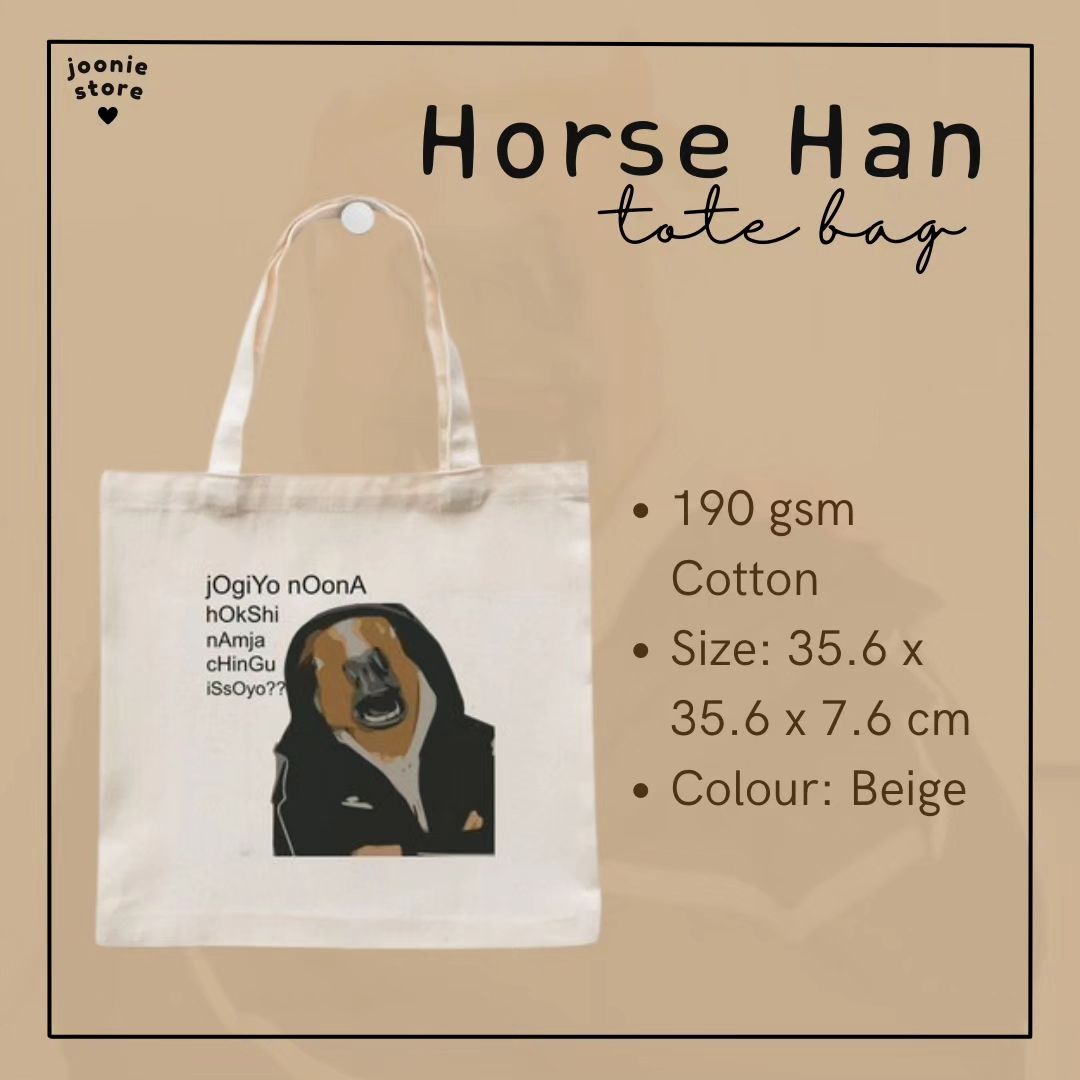 joonie
store
Horse Han
tote bag
jOgiYo nOonA
hOkShi
nAmja
cHinGu
iSsOyo??
• 190 gsm
Cotton
• Size: 35.6 x
35.6 x 7.6 cm
• Colour: Beige